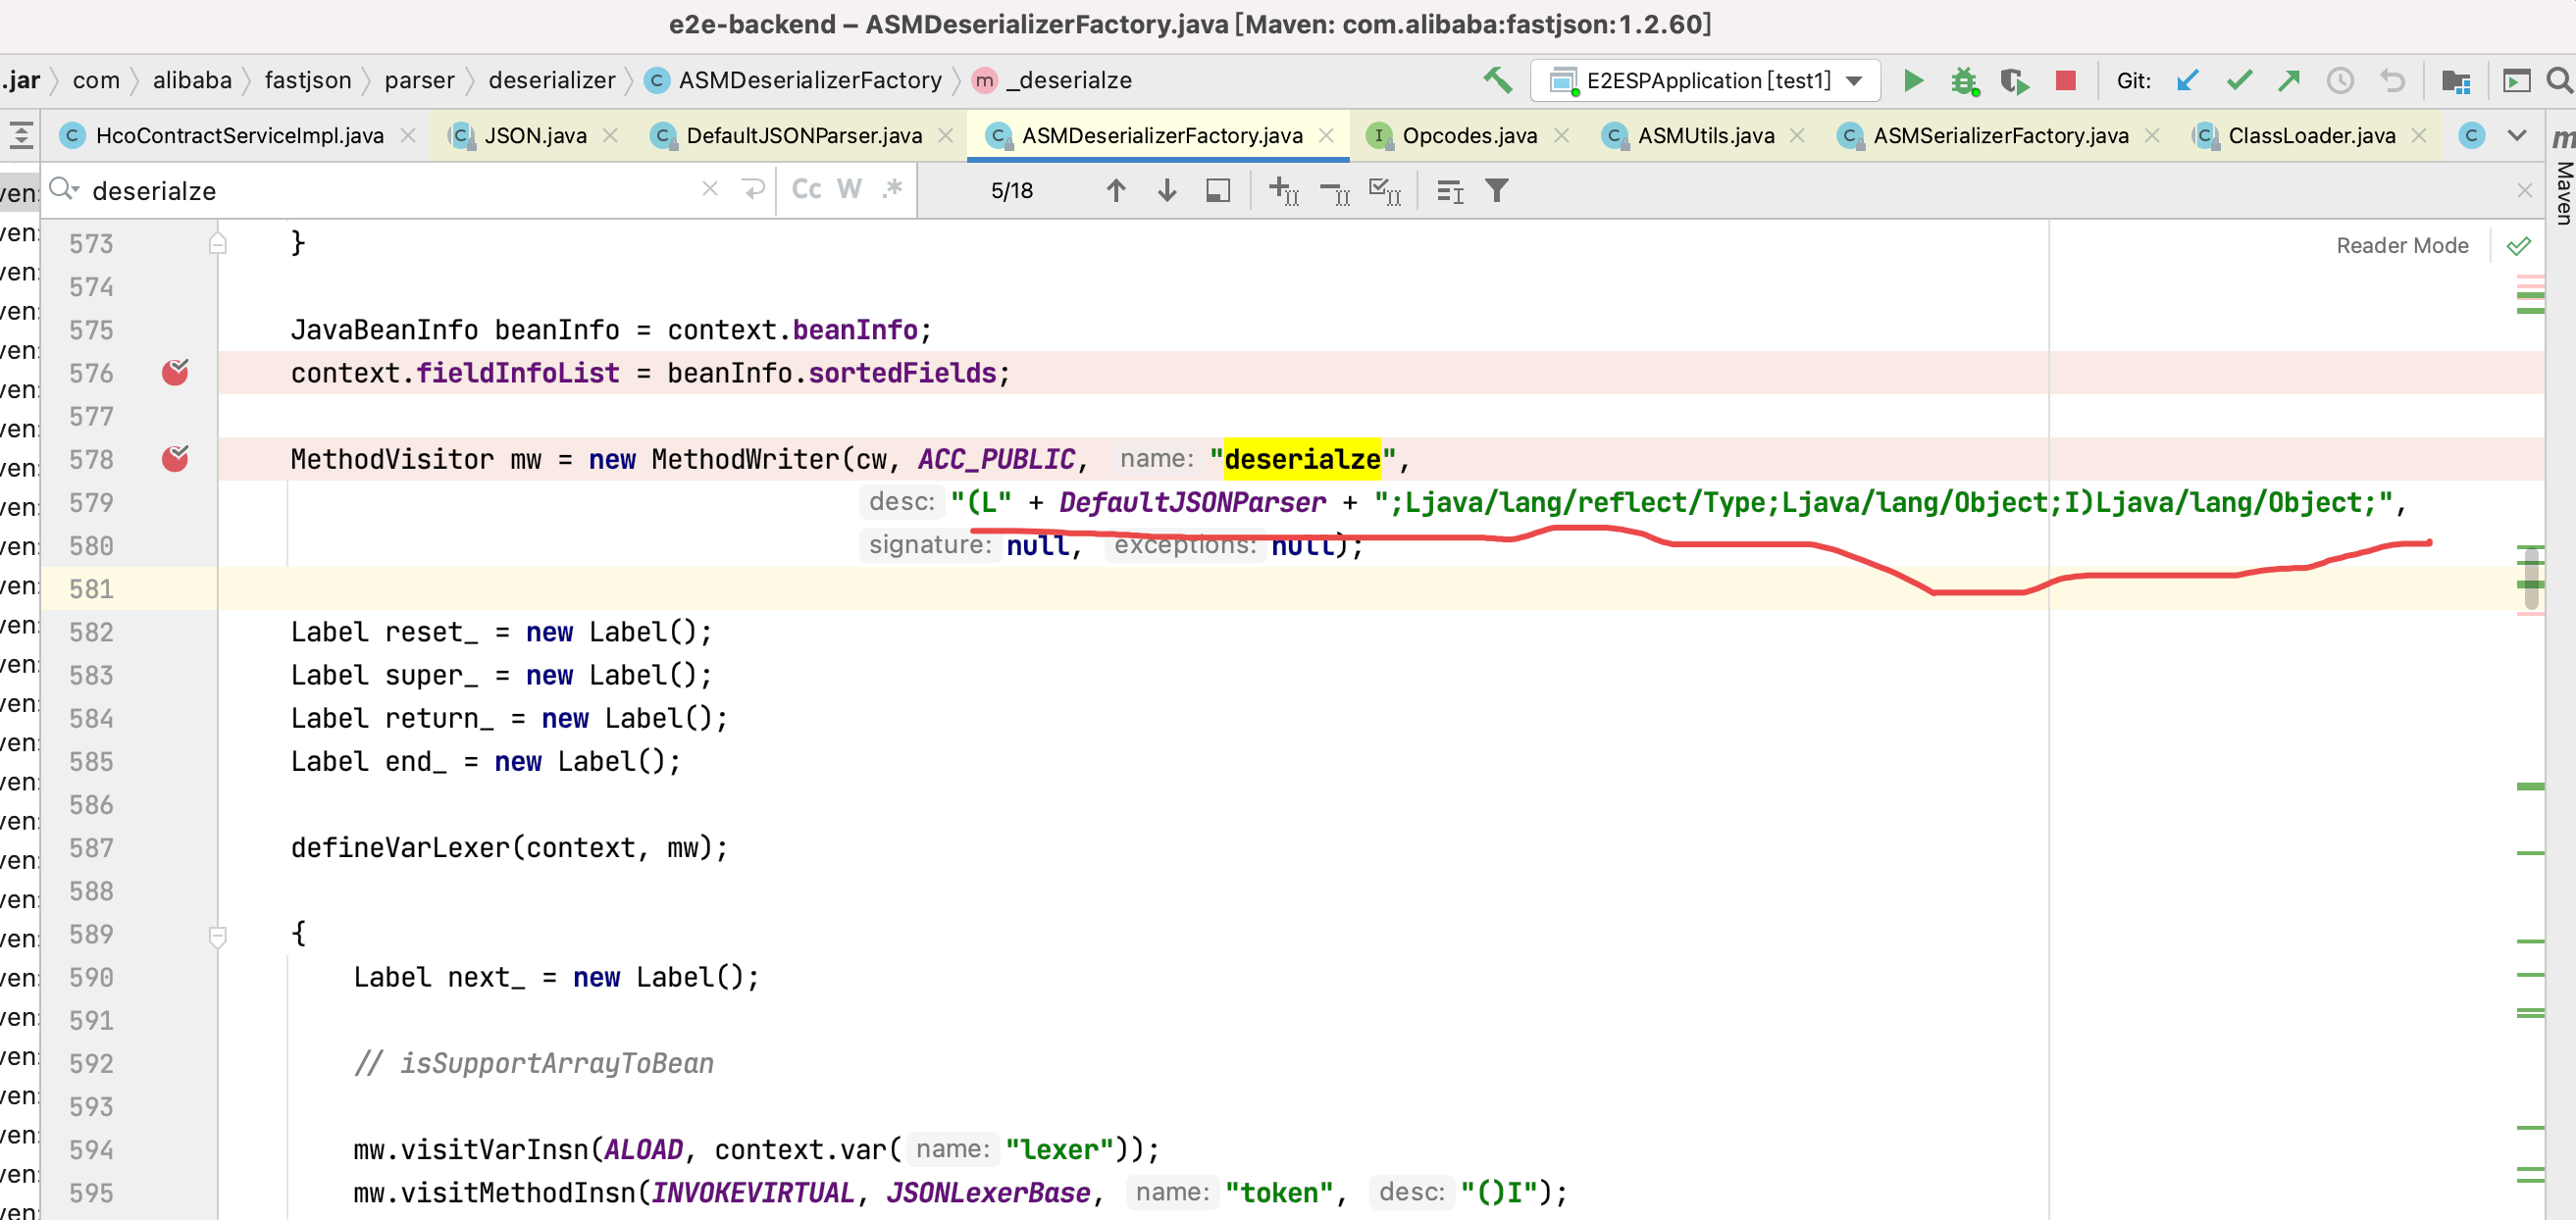 e2e-backend – ASMDeserializerFactory.java [Maven: com.alibaba:fastjson:1.2.60]
.jar com alibaba fastjson parser deserializer ASMDeserializerFactory _deserialze E2ESPApplication [test1] Git:
HcoContractServiceImpl.java JSON.java DefaultJSONParser.java ASMDeserializerFactory.java Opcodes.java ASMUtils.java ASMSerializerFactory.java ClassLoader.java
Maven
deserialze Cc W .* 5/18
Reader Mode
573 }
574
575 JavaBeanInfo beanInfo = context.beanInfo;
576 context.fieldInfoList = beanInfo.sortedFields;
577
578 MethodVisitor mw = new MethodWriter(cw, ACC_PUBLIC, name: "deserialze",
579 desc: "(L" + DefaultJSONParser + ";Ljava/lang/reflect/Type;Ljava/lang/Object;I)Ljava/lang/Object;",
580 signature: null, exceptions: null);
581
582 Label reset_ = new Label();
583 Label super_ = new Label();
584 Label return_ = new Label();
585 Label end_ = new Label();
586
587 defineVarLexer(context, mw);
588
589 {
590 Label next_ = new Label();
591
592 // isSupportArrayToBean
593
594 mw.visitVarInsn(ALOAD, context.var( name: "lexer"));
595 mw.visitMethodInsn(INVOKEVIRTUAL, JSONLexerBase, name: "token", desc: "()I");